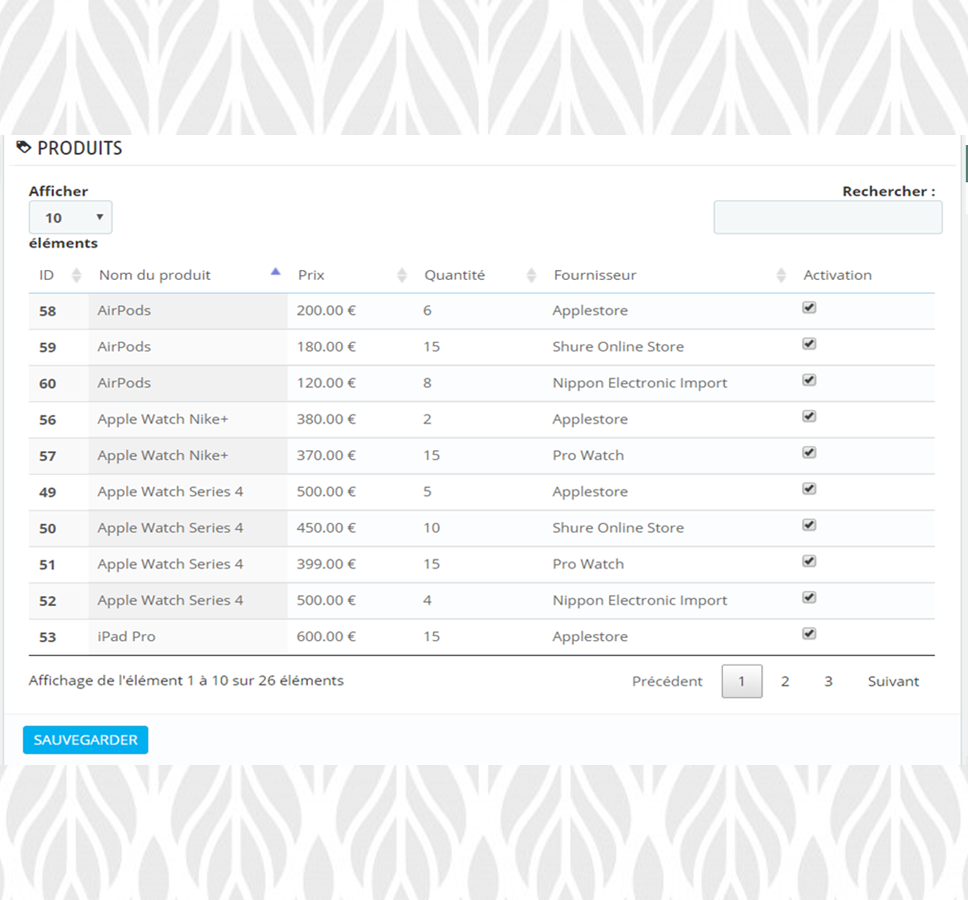 PRODUITS
Afficher
Rechercher :
10
éléments
ID Nom du produit Prix Quantité Fournisseur Activation
58 AirPods 200.00 € 6 Applestore
59 AirPods 180.00 € 15 Shure Online Store
60 AirPods 120.00 € 8 Nippon Electronic Import
56 Apple Watch Nike+ 380.00 € 2 Applestore
57 Apple Watch Nike+ 370.00 € 15 Pro Watch
49 Apple Watch Series 4 500.00 € 5 Applestore
50 Apple Watch Series 4 450.00 € 10 Shure Online Store
51 Apple Watch Series 4 399.00 € 15 Pro Watch
52 Apple Watch Series 4 500.00 € 4 Nippon Electronic Import
53 iPad Pro 600.00 € 15 Applestore
Affichage de l'élément 1 à 10 sur 26 éléments Précédent 1 2 3 Suivant
SAUVEGARDER